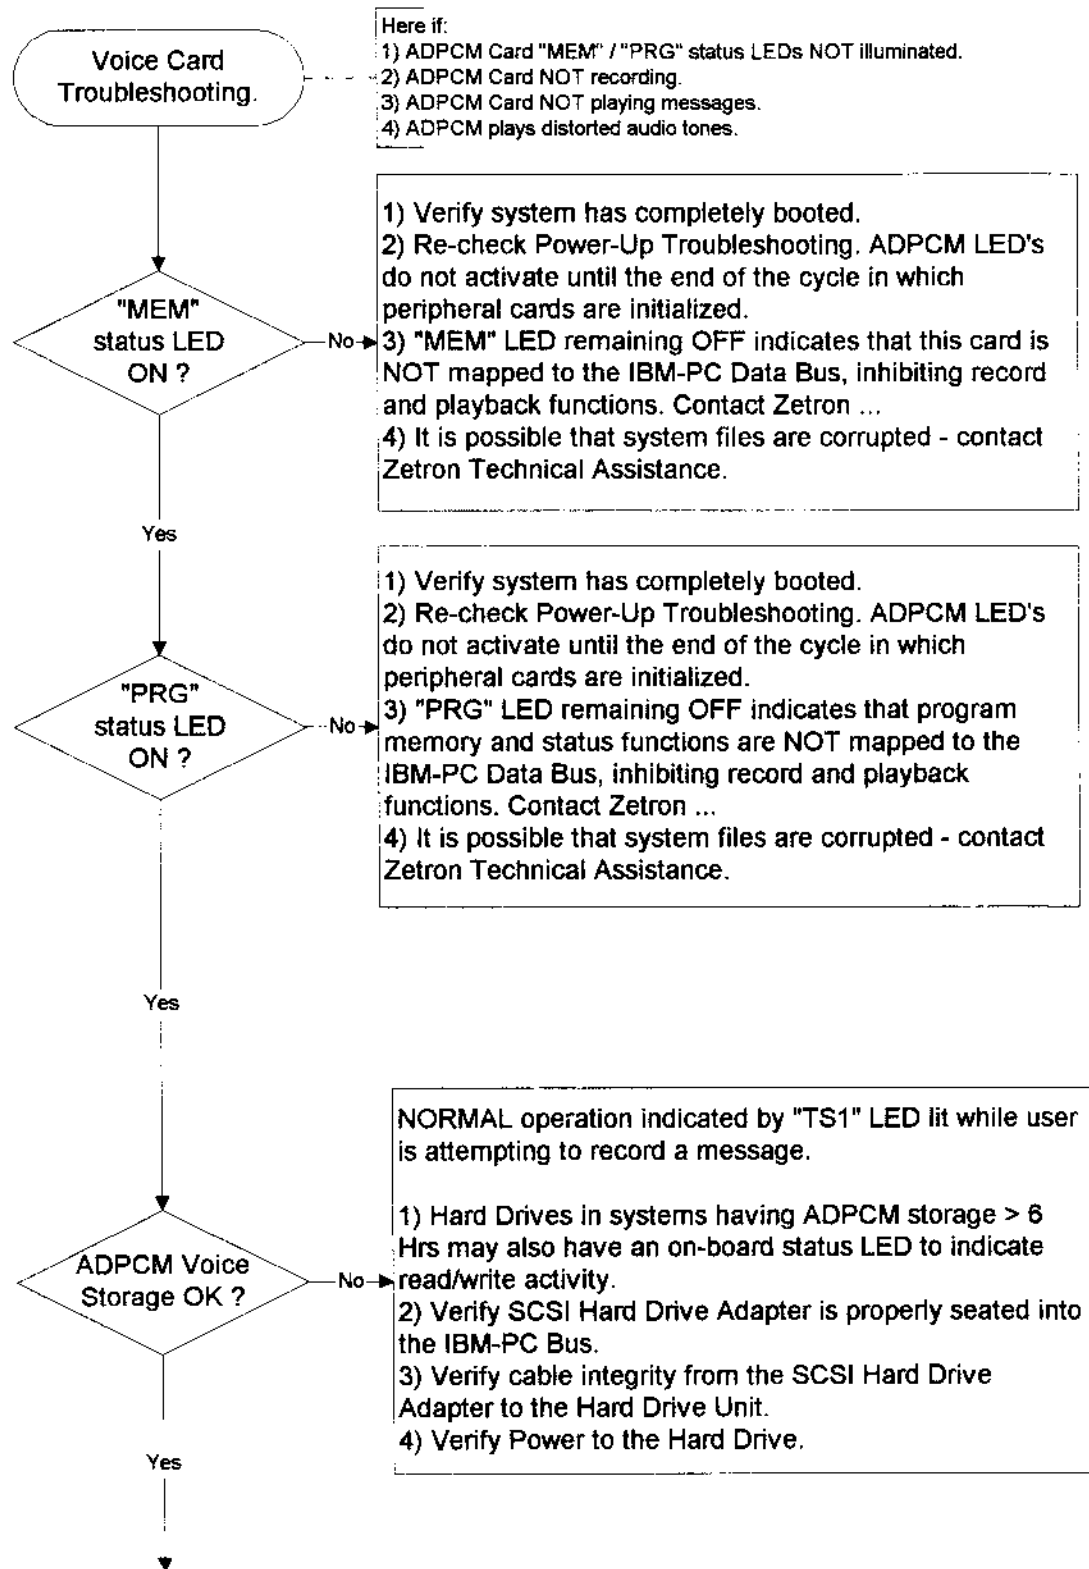 Voice Card
Troubleshooting.
Here if:
1) ADPCM Card "MEM" / "PRG" status LEDs NOT illuminated.
2) ADPCM Card NOT recording.
3) ADPCM Card NOT playing messages.
4) ADPCM plays distorted audio tones.
"MEM"
status LED
ON ?
No
1) Verify system has completely booted.
2) Re-check Power-Up Troubleshooting. ADPCM LED's
do not activate until the end of the cycle in which
peripheral cards are initialized.
3) "MEM" LED remaining OFF indicates that this card is
NOT mapped to the IBM-PC Data Bus, inhibiting record
and playback functions. Contact Zetron ...
4) It is possible that system files are corrupted - contact
Zetron Technical Assistance.
Yes
"PRG"
status LED
ON ?
No
1) Verify system has completely booted.
2) Re-check Power-Up Troubleshooting. ADPCM LED's
do not activate until the end of the cycle in which
peripheral cards are initialized.
3) "PRG" LED remaining OFF indicates that program
memory and status functions are NOT mapped to the
IBM-PC Data Bus, inhibiting record and playback
functions. Contact Zetron ...
4) It is possible that system files are corrupted - contact
Zetron Technical Assistance.
Yes
ADPCM Voice
Storage OK ?
No
NORMAL operation indicated by "TS1" LED lit while user
is attempting to record a message.
1) Hard Drives in systems having ADPCM storage > 6
Hrs may also have an on-board status LED to indicate
read/write activity.
2) Verify SCSI Hard Drive Adapter is properly seated into
the IBM-PC Bus.
3) Verify cable integrity from the SCSI Hard Drive
Adapter to the Hard Drive Unit.
4) Verify Power to the Hard Drive.
Yes